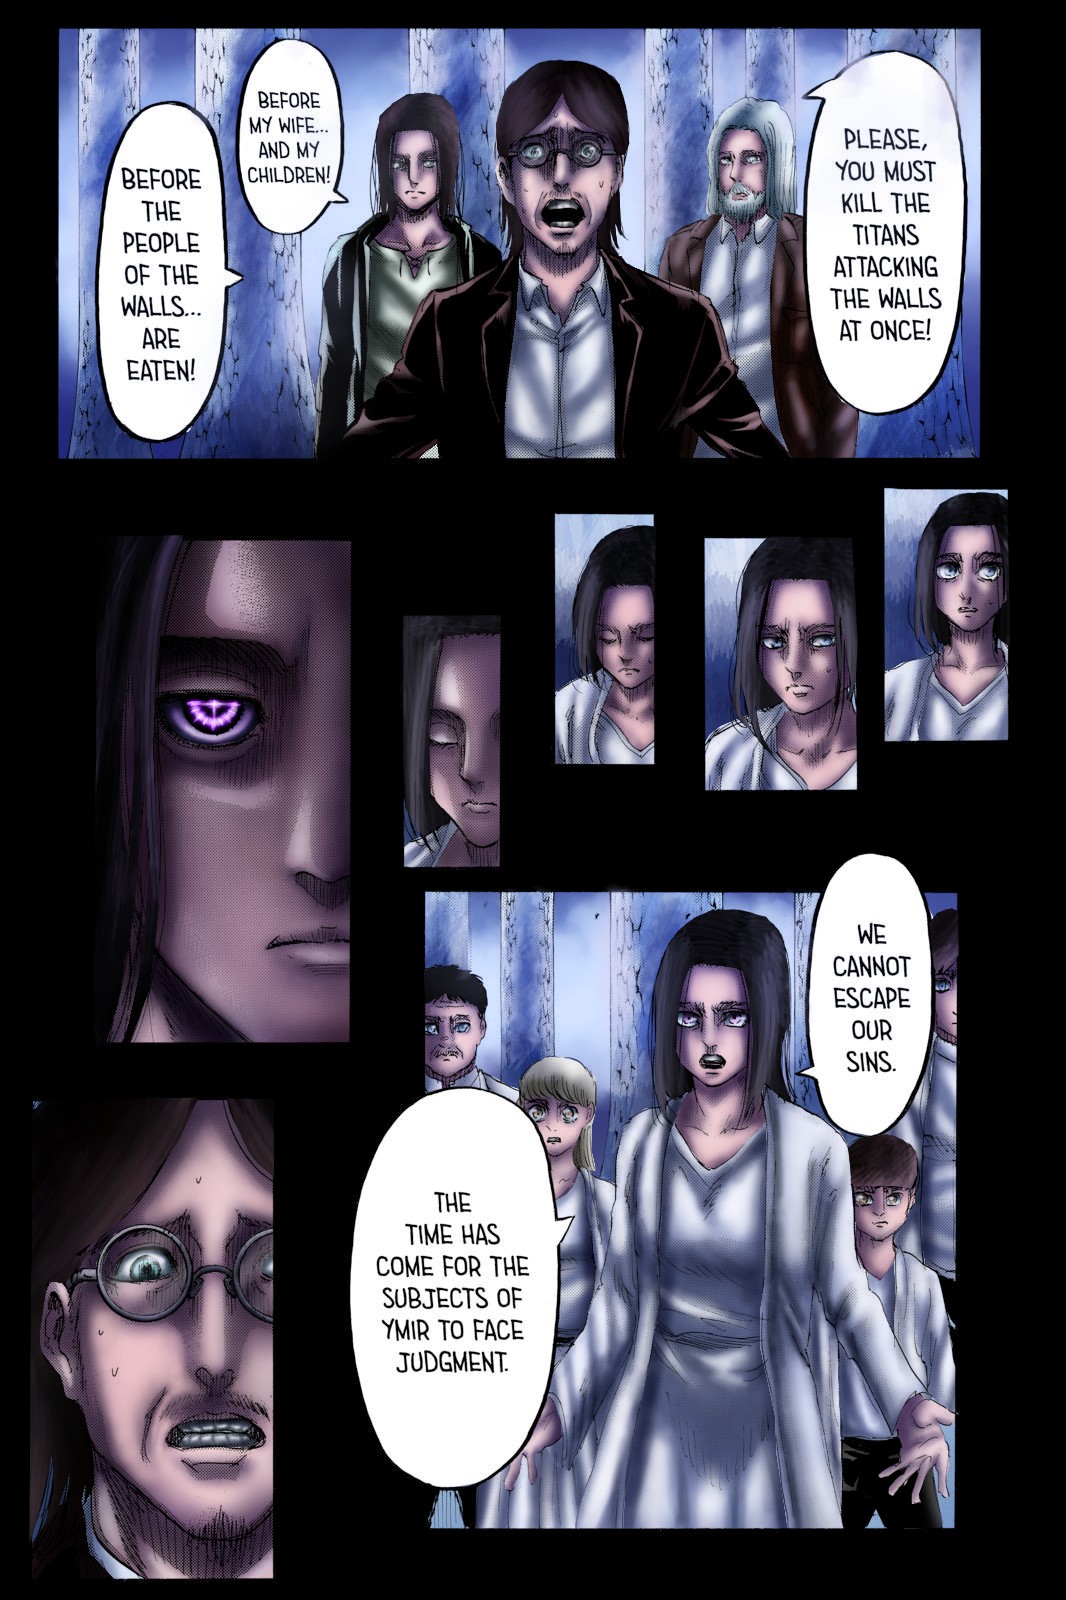 PLEASE,
YOU MUST
KILL THE
TITANS
ATTACKING
THE WALLS
AT ONCE!
BEFORE
MY WIFE...
AND MY
CHILDREN!
BEFORE
THE
PEOPLE
OF THE
WALLS...
ARE
EATEN!
WE
CANNOT
ESCAPE
OUR
SINS.
THE
TIME HAS
COME FOR THE
SUBJECTS OF
YMIR TO FACE
JUDGMENT.